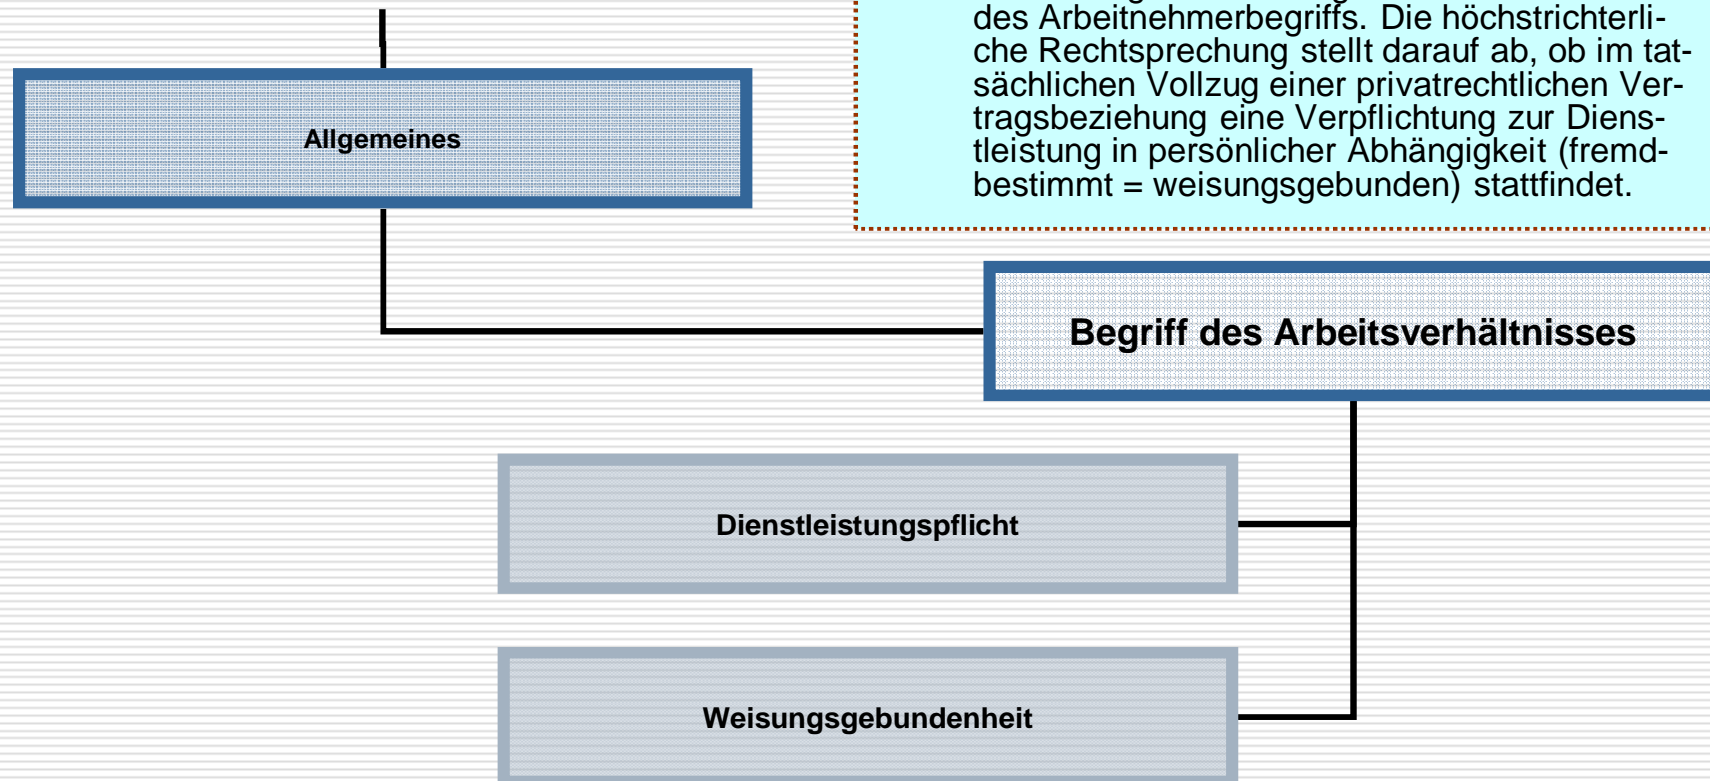 des Arbeitnehmerbegriffs. Die höchstrichterli-
che Rechtsprechung stellt darauf ab, ob im tat-
sächlichen Vollzug einer privatrechtlichen Ver-
tragsbeziehung eine Verpflichtung zur Diens-
tleistung in persönlicher Abhängigkeit (fremd-
bestimmt = weisungsgebunden) stattfindet.
Allgemeines
Begriff des Arbeitsverhältnisses
Dienstleistungspflicht
Weisungsgebundenheit